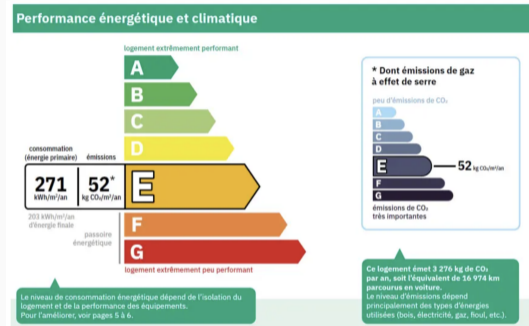 Performance énergétique et climatique
logement extrêmement performant
A
B
C
D
consommation
(énergie primaire)
émissions
271
kWh/m²/an
52*
kg CO₂/m²/an
E
203 kWh/m²/an
d'énergie finale
passoire
énergétique
F
G
logement extrêmement peu performant
Le niveau de consommation énergétique dépend de l'isolation du
logement et de la performance des équipements.
Pour l'améliorer, voir pages 5 à 6.
* Dont émissions de gaz
à effet de serre
peu d'émissions de CO₂
A
B
C
D
E
52 kg CO₂/m²/an
F
G
émissions de CO₂
très importantes
Ce logement émet 3 276 kg de CO₂
par an, soit l'équivalent de 16 974 km
parcourus en voiture.
Le niveau d'émissions dépend
principalement des types d'énergies
utilisées (bois, électricité, gaz, fioul, etc.)